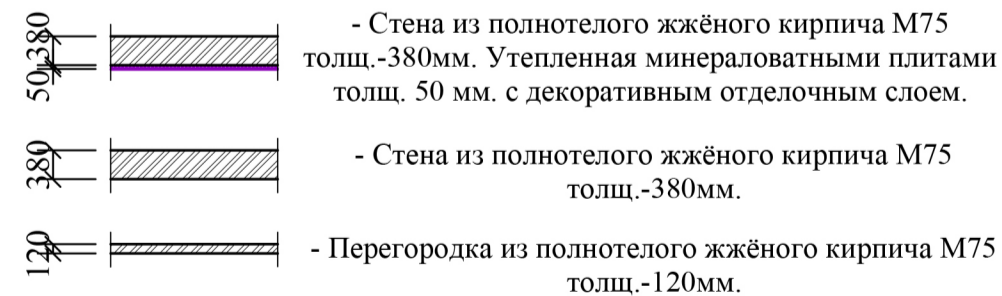 50 380
- Стена из полнотелого жжёного кирпича М75
толщ.-380мм. Утепленная минераловатными плитами
толщ. 50 мм. с декоративным отделочным слоем.
380
- Стена из полнотелого жжёного кирпича М75
толщ.-380мм.
120
- Перегородка из полнотелого жжёного кирпича М75
толщ.-120мм.